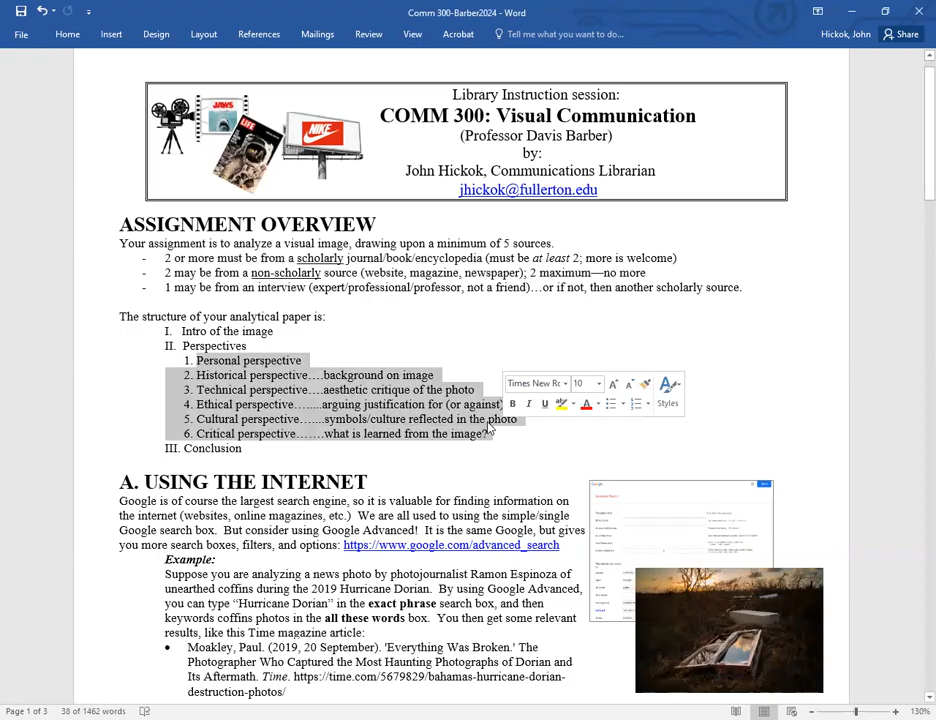 Comm 300-Barber2024 - Word
File Home Insert Design Layout References Mailings Review View Acrobat Tell me what you want to do... Hickok, John Share
JAWS
LIFE
NIKE
Library Instruction session:
COMM 300: Visual Communication
(Professor Davis Barber)
by:
John Hickok, Communications Librarian
jhickok@fullerton.edu
ASSIGNMENT OVERVIEW
Your assignment is to analyze a visual image, drawing upon a minimum of 5 sources.
- 2 or more must be from a scholarly journal/book/encyclopedia (must be at least 2; more is welcome)
- 2 may be from a non-scholarly source (website, magazine, newspaper); 2 maximum—no more
- 1 may be from an interview (expert/professional/professor, not a friend)…or if not, then another scholarly source.
The structure of your analytical paper is:
I. Intro of the image
II. Perspectives
1. Personal perspective
2. Historical perspective….background on image
3. Technical perspective….aesthetic critique of the photo
4. Ethical perspective….....arguing justification for (or against)
5. Cultural perspective…....symbols/culture reflected in the photo
6. Critical perspective…….what is learned from the image?
III. Conclusion
Times New Ro 10
B I U A Styles
A. USING THE INTERNET
Google is of course the largest search engine, so it is valuable for finding information on
the internet (websites, online magazines, etc.) We are all used to using the simple/single
Google search box. But consider using Google Advanced! It is the same Google, but gives
you more search boxes, filters, and options: https://www.google.com/advanced_search
Example:
Suppose you are analyzing a news photo by photojournalist Ramon Espinoza of
unearthed coffins during the 2019 Hurricane Dorian. By using Google Advanced,
you can type “Hurricane Dorian” in the exact phrase search box, and then
keywords coffins photos in the all these words box. You then get some relevant
results, like this Time magazine article:
• Moakley, Paul. (2019, 20 September). 'Everything Was Broken.' The
Photographer Who Captured the Most Haunting Photographs of Dorian and
Its Aftermath. Time. https://time.com/5679829/bahamas-hurricane-dorian-
destruction-photos/
Google
Page 1 of 3 38 of 1462 words 130%